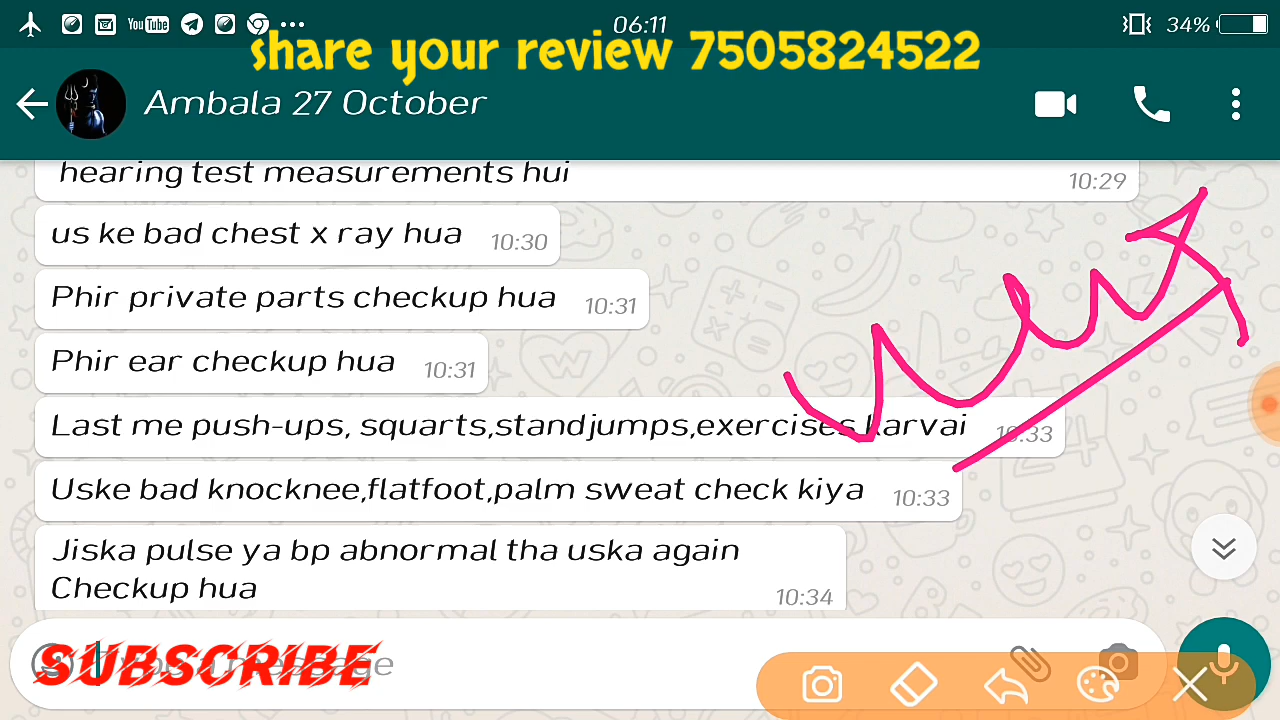 06:11
34%
You Tube
share your review 7505824522
Ambala 27 October
hearing test measurements hui 10:29
us ke bad chest x ray hua 10:30
Phir private parts checkup hua 10:31
Phir ear checkup hua 10:31
Last me push-ups, squarts,standjumps,exercises karvai 10:33
Uske bad knocknee,flatfoot,palm sweat check kiya 10:33
Jiska pulse ya bp abnormal tha uska again
Checkup hua 10:34
SUBSCRIBE
message